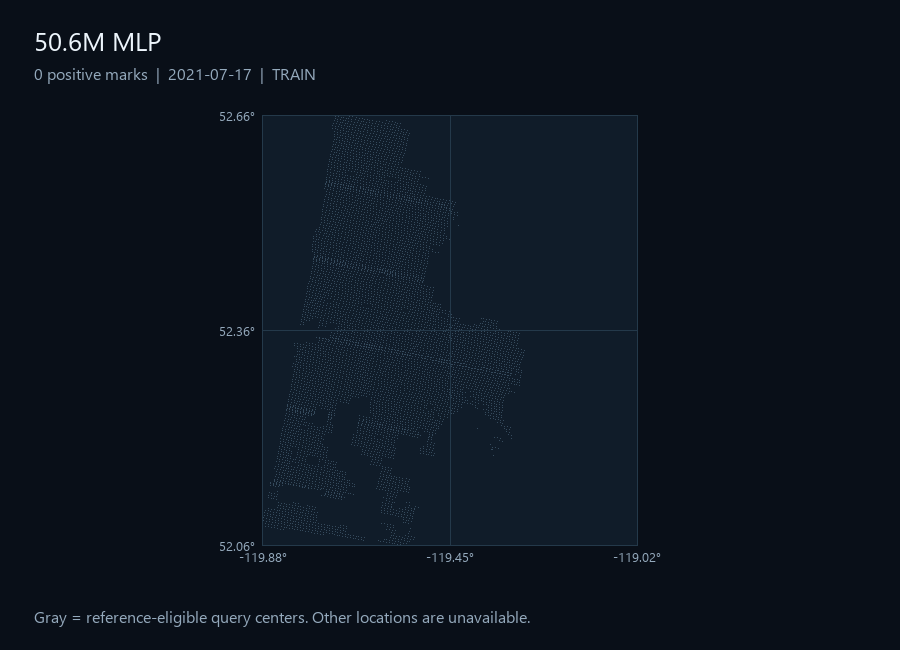 50.6M MLP
0 positive marks | 2021-07-17 | TRAIN
52.66°
52.36°
52.06°
-119.88°
-119.45°
-119.02°
Gray = reference-eligible query centers. Other locations are unavailable.